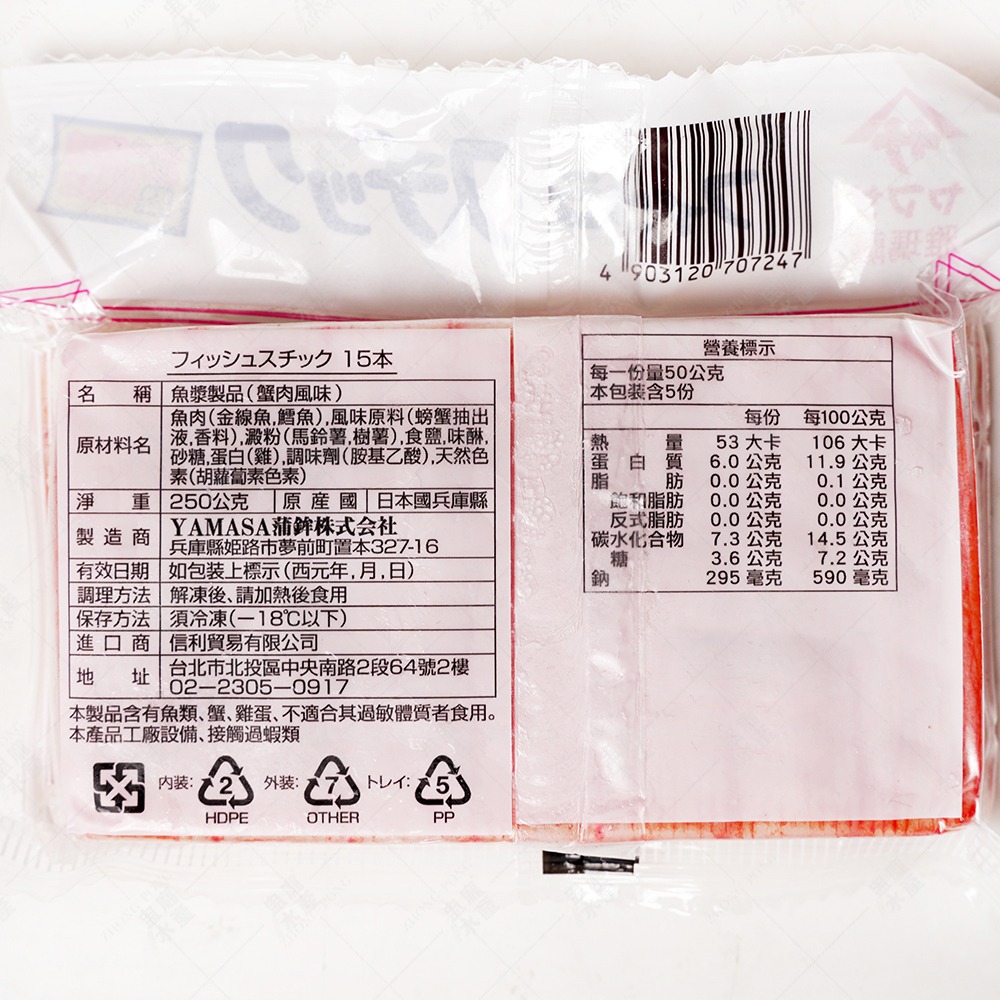 4 903120 707247
フィッシュスチック 15本
名 稱 魚漿製品(蟹肉風味)
原材料名 魚肉(金線魚,鱈魚),風味原料(螃蟹抽出
液,香料),澱粉(馬鈴薯,樹薯),食鹽,味醂,
砂糖,蛋白(雞),調味劑(胺基乙酸),天然色
素(胡蘿蔔素色素)
淨 重 250公克 原產國 日本國兵庫縣
製造商 YAMASA蒲鉾株式会社
兵庫縣姫路市夢前町置本327-16
有效日期 如包裝上標示(西元年,月,日)
調理方法 解凍後、請加熱後食用
保存方法 須冷凍(-18℃以下)
進口商 信利貿易有限公司
地 址 台北市北投區中央南路2段64號2樓
02-2305-0917
本製品含有魚類、蟹、雞蛋、不適合其過敏體質者食用。
本產品工廠設備、接觸過蝦類
内装: 2 HDPE 外装: 7 OTHER トレイ: 5 PP
營養標示
每一份量50公克
本包裝含5份
每份 每100公克
熱量 53 大卡 106 大卡
蛋白質 6.0 公克 11.9 公克
脂肪 0.0 公克 0.1 公克
飽和脂肪 0.0 公克 0.0 公克
反式脂肪 0.0 公克 0.0 公克
碳水化合物 7.3 公克 14.5 公克
糖 3.6 公克 7.2 公克
鈉 295 毫克 590 毫克